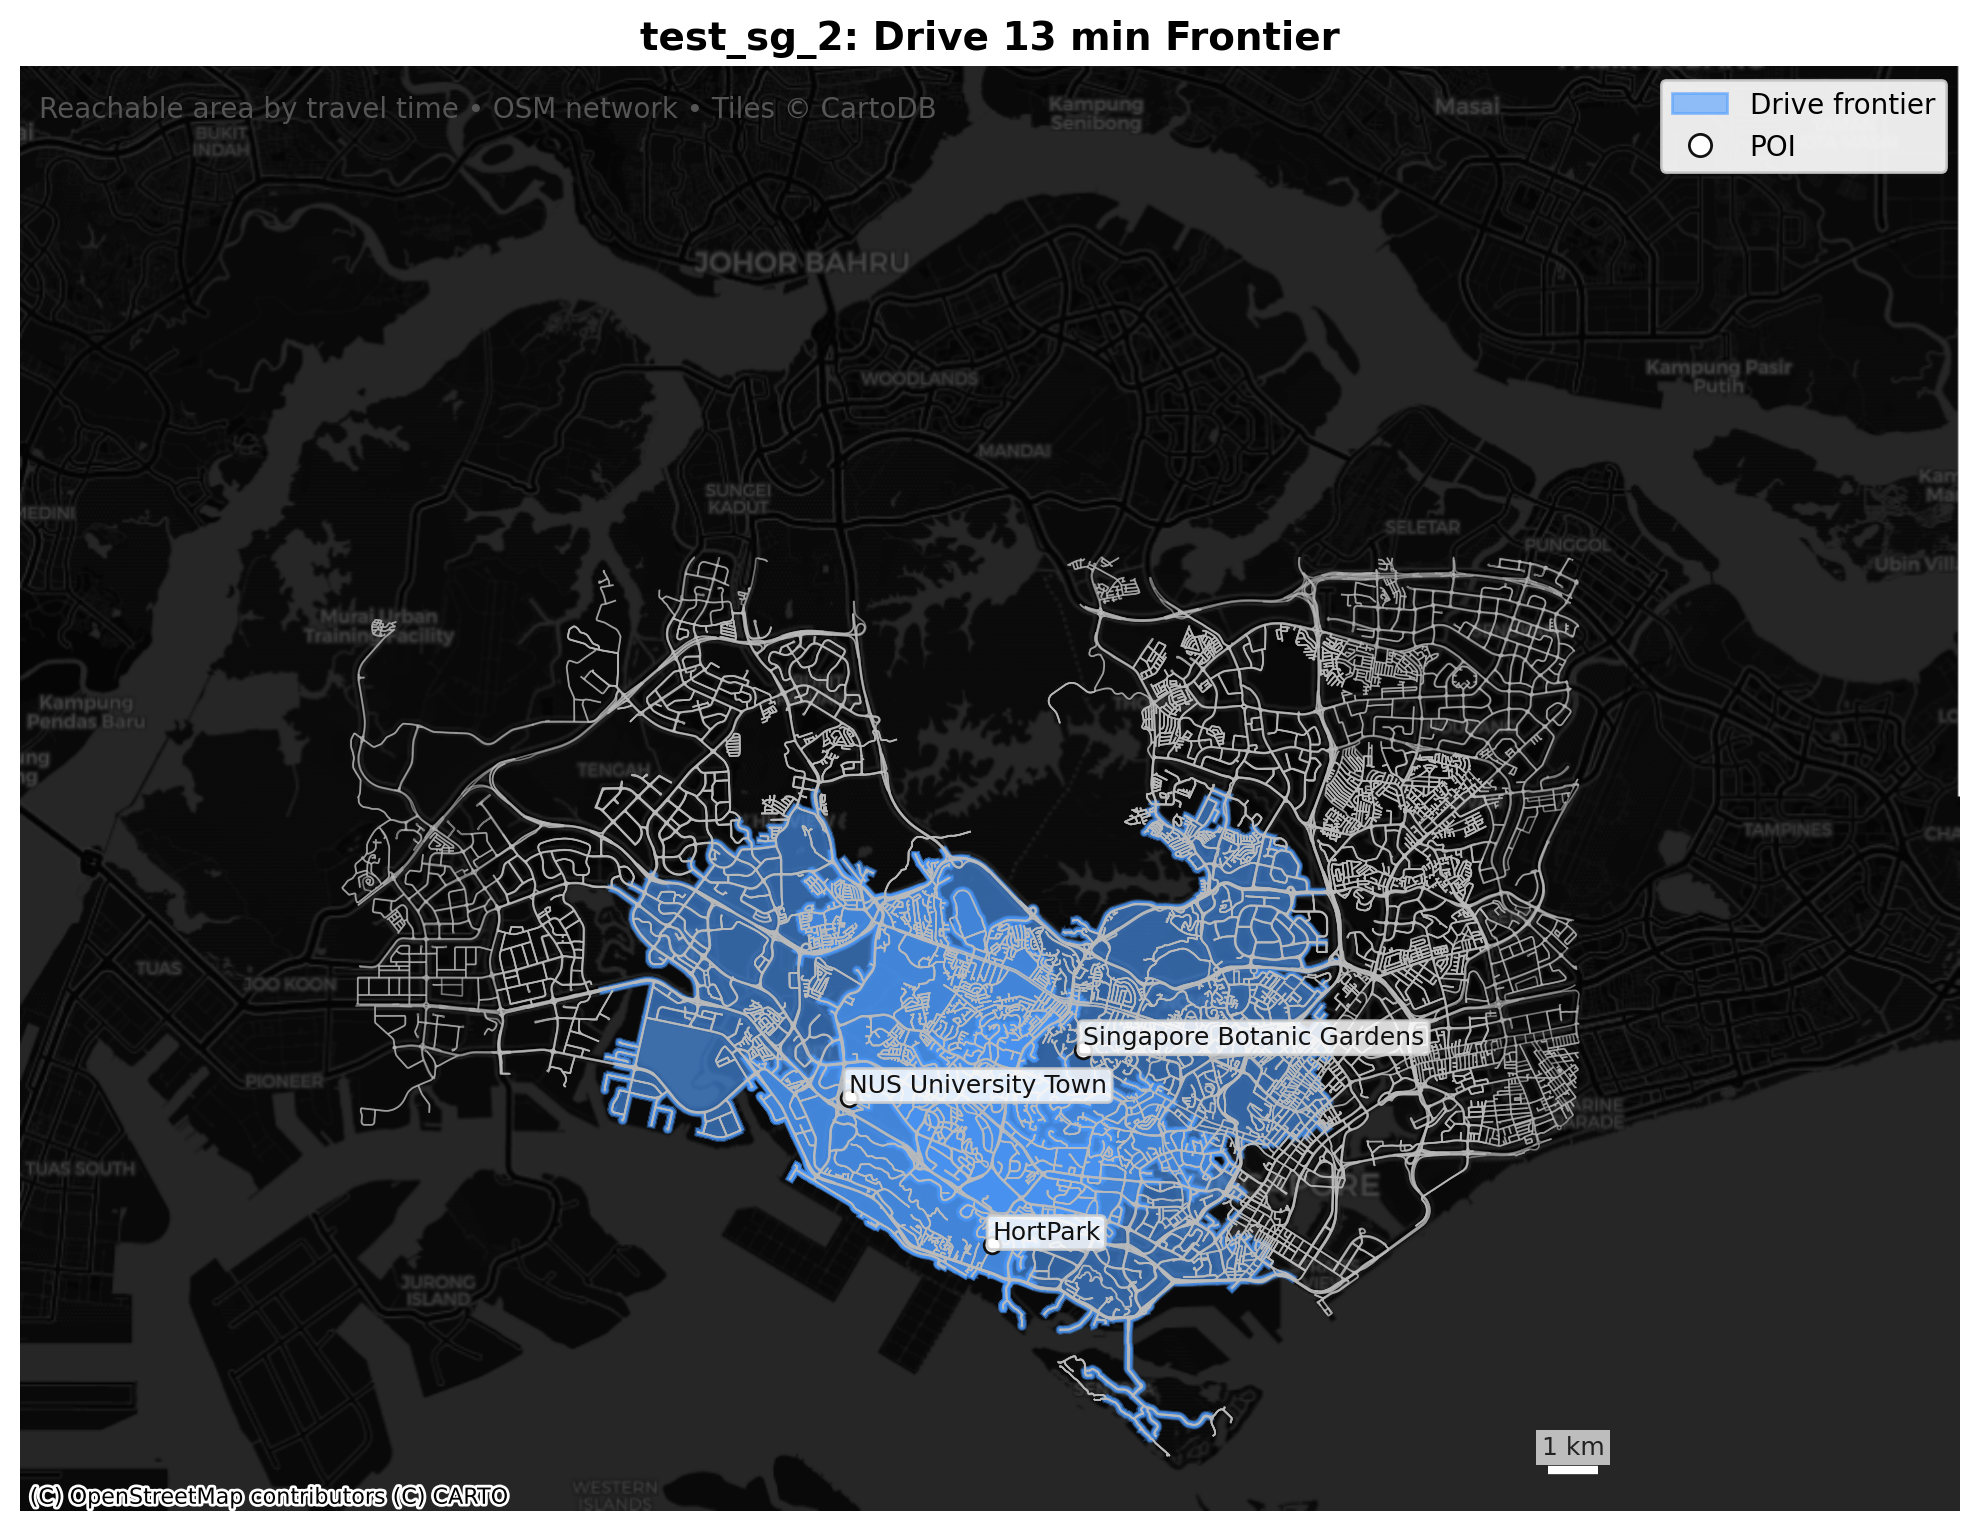 test_sg_2: Drive 13 min Frontier
Reachable area by travel time • OSM network • Tiles © CartoDB
Drive frontier
POI
BUKIT
INDAH
Kampung
Senibong
Masai
JOHOR BAHRU
Kampung Pasir
Putih
WOODLANDS
MANDAI
SUNGEI
KADUT
MEDINI
SELETAR
PUNGGOL
Murai Urban
Training Facility
Kampung
Pendas Baru
TENGAH
TAMPINES
TUAS
JOO KOON
Singapore Botanic Gardens
PIONEER
NUS University Town
TUAS SOUTH
HortPark
JURONG
ISLAND
1 km
WESTERN
ISLANDS
(C) OpenStreetMap contributors (C) CARTO